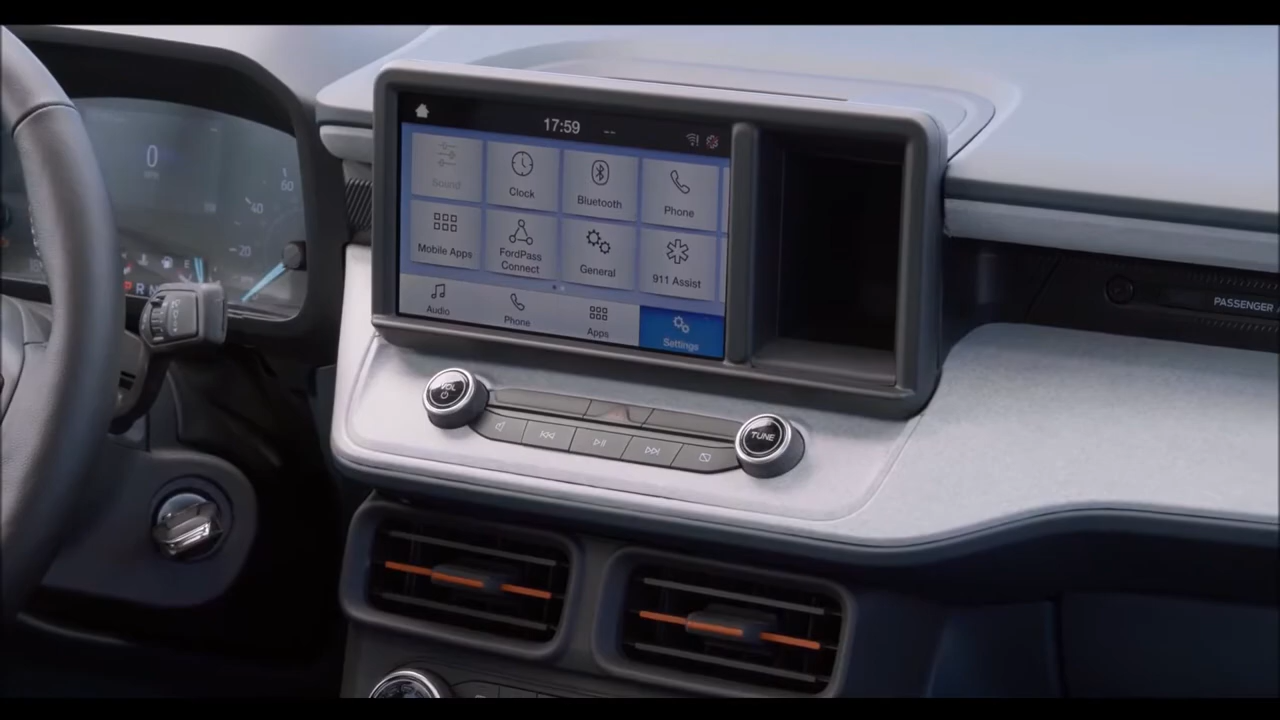 17:59 --
Sound
Clock
Bluetooth
Phone
Mobile Apps
FordPass
Connect
General
911 Assist
Audio
Phone
Apps
Settings
VOL
TUNE
0
MPH
60
40
20
E
P R N
PASSENGER